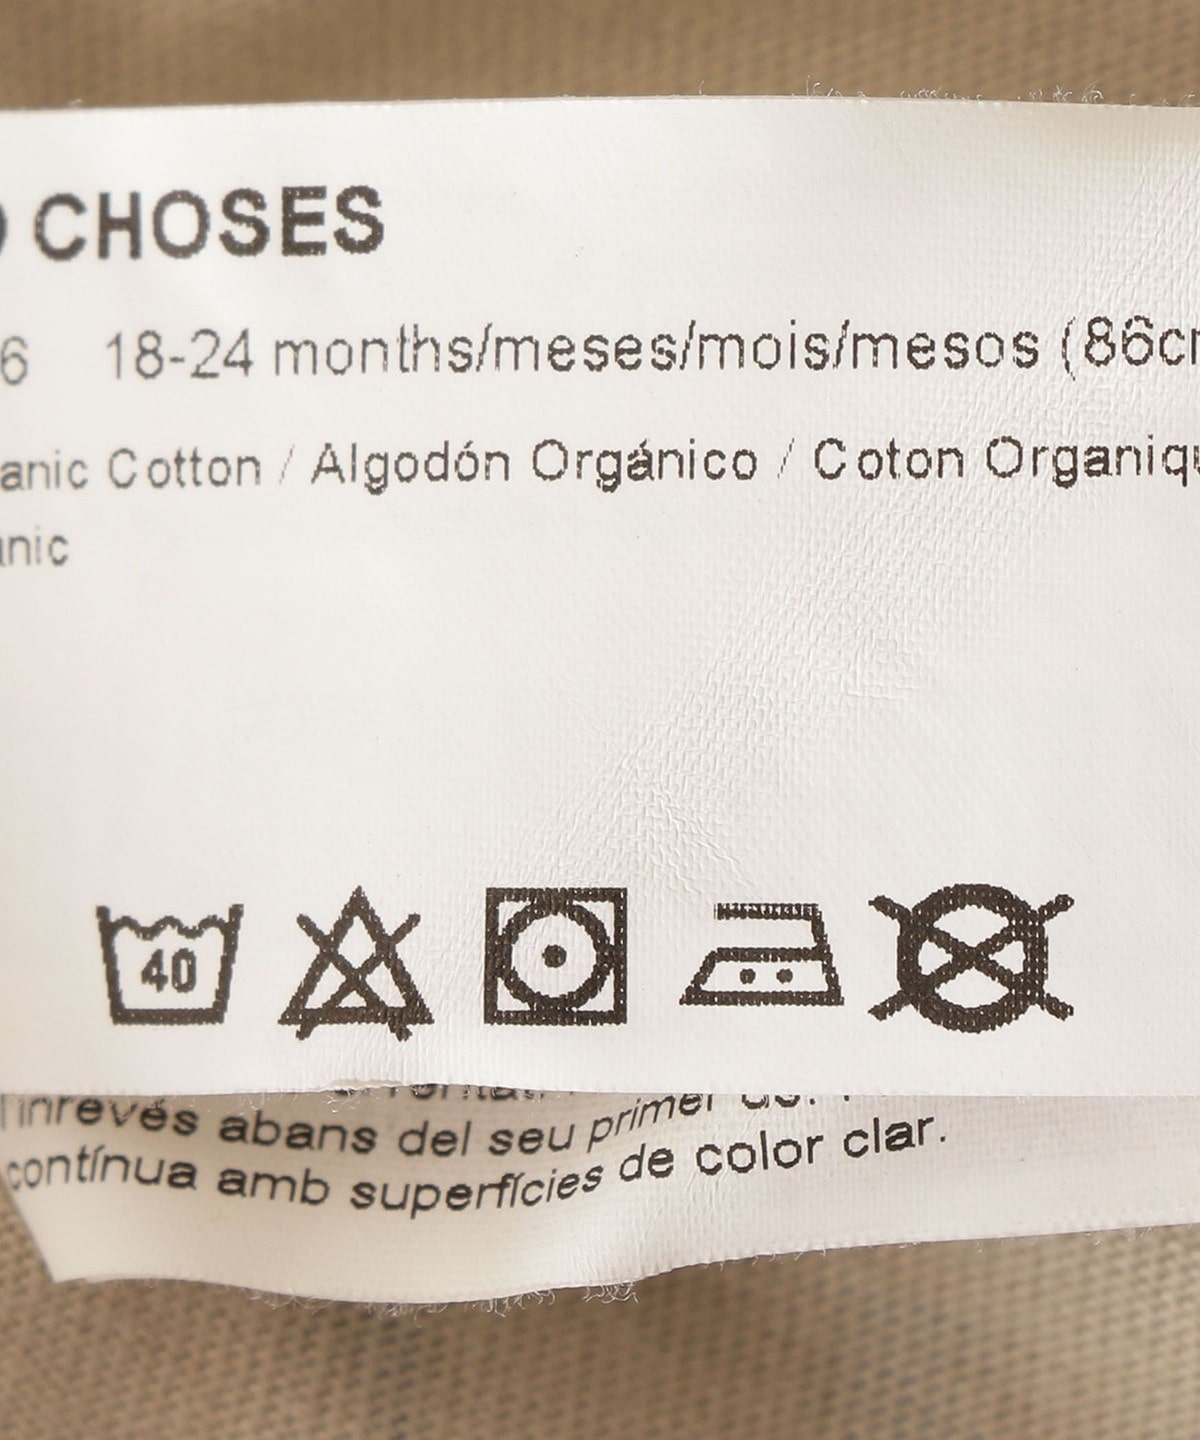 CHOSES
6 18-24 months/meses/mois/mesos (86c
anic Cotton / Algodón Orgánico / Coton Organiqu
anic
40
inrevés abans del seu primer
contínua amb superfícies de color clar.